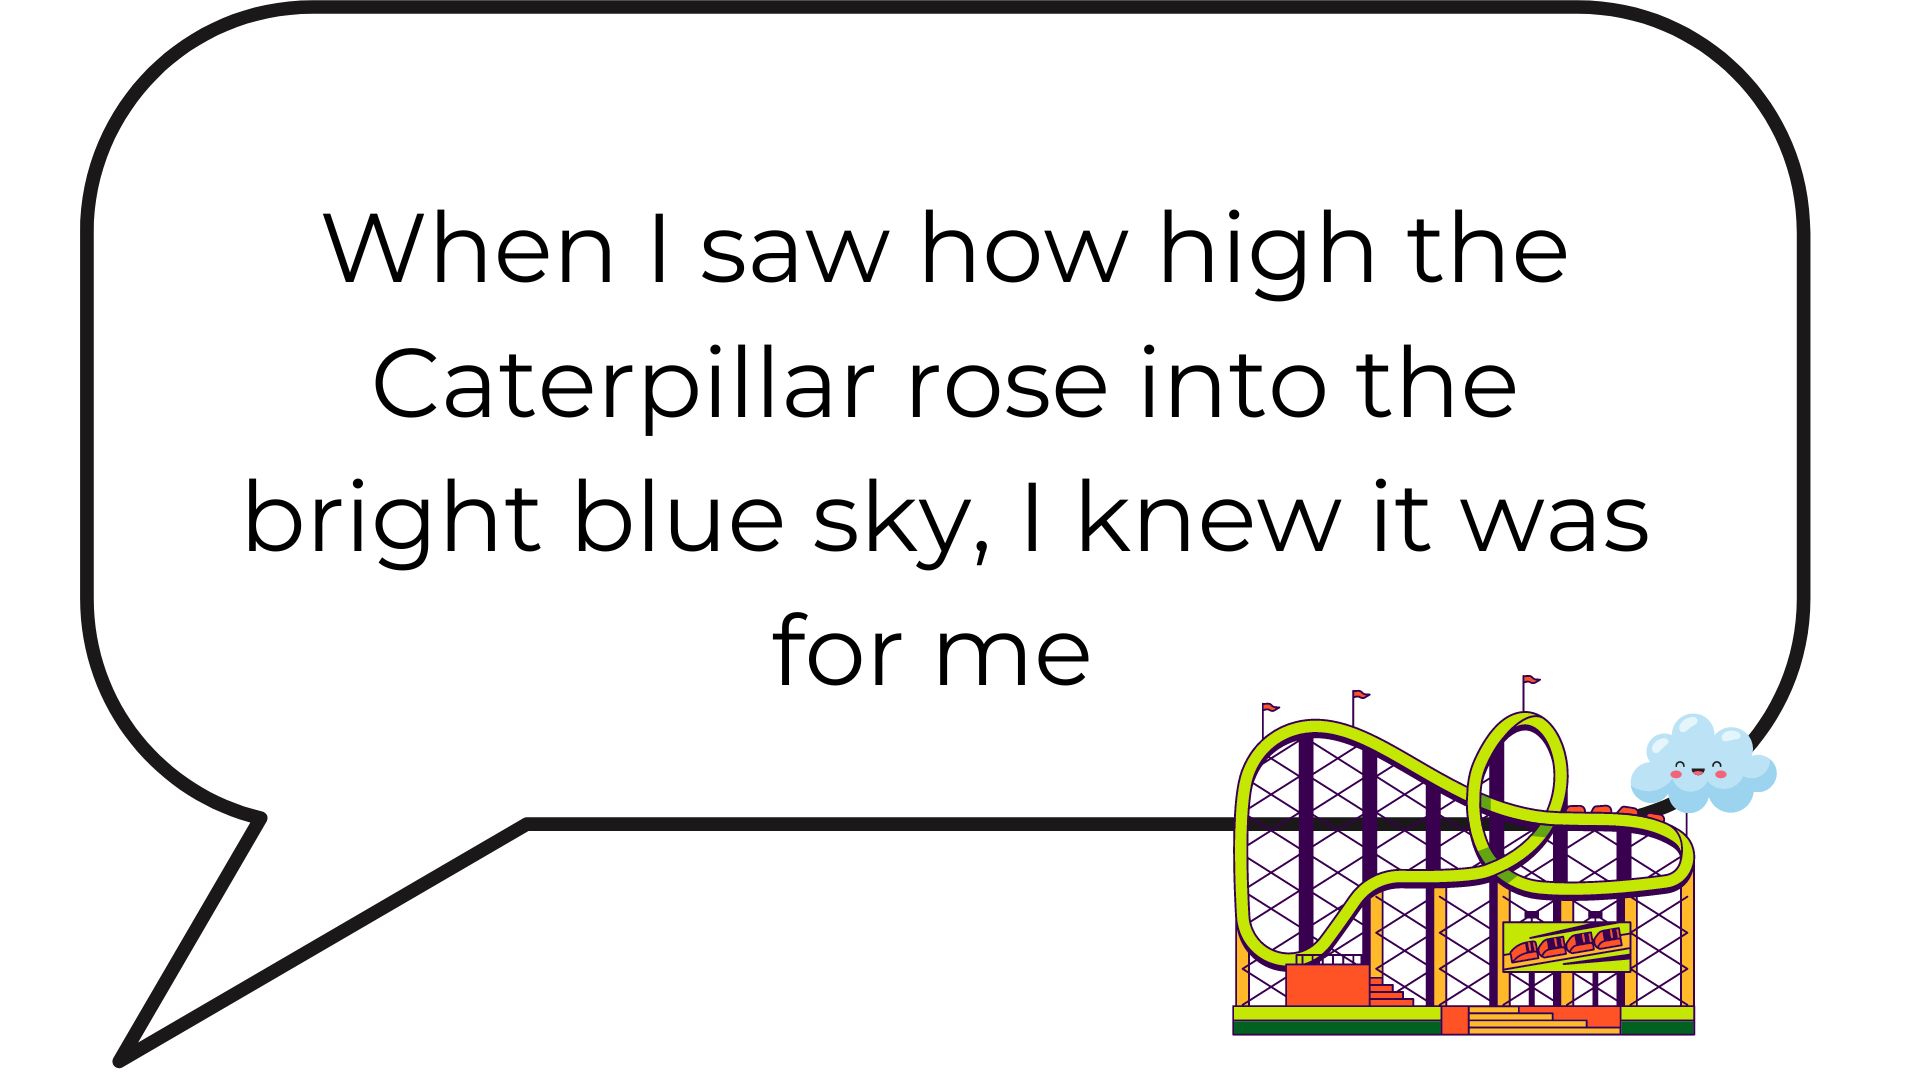 When I saw how high the
Caterpillar rose into the
bright blue sky, I knew it was
for me